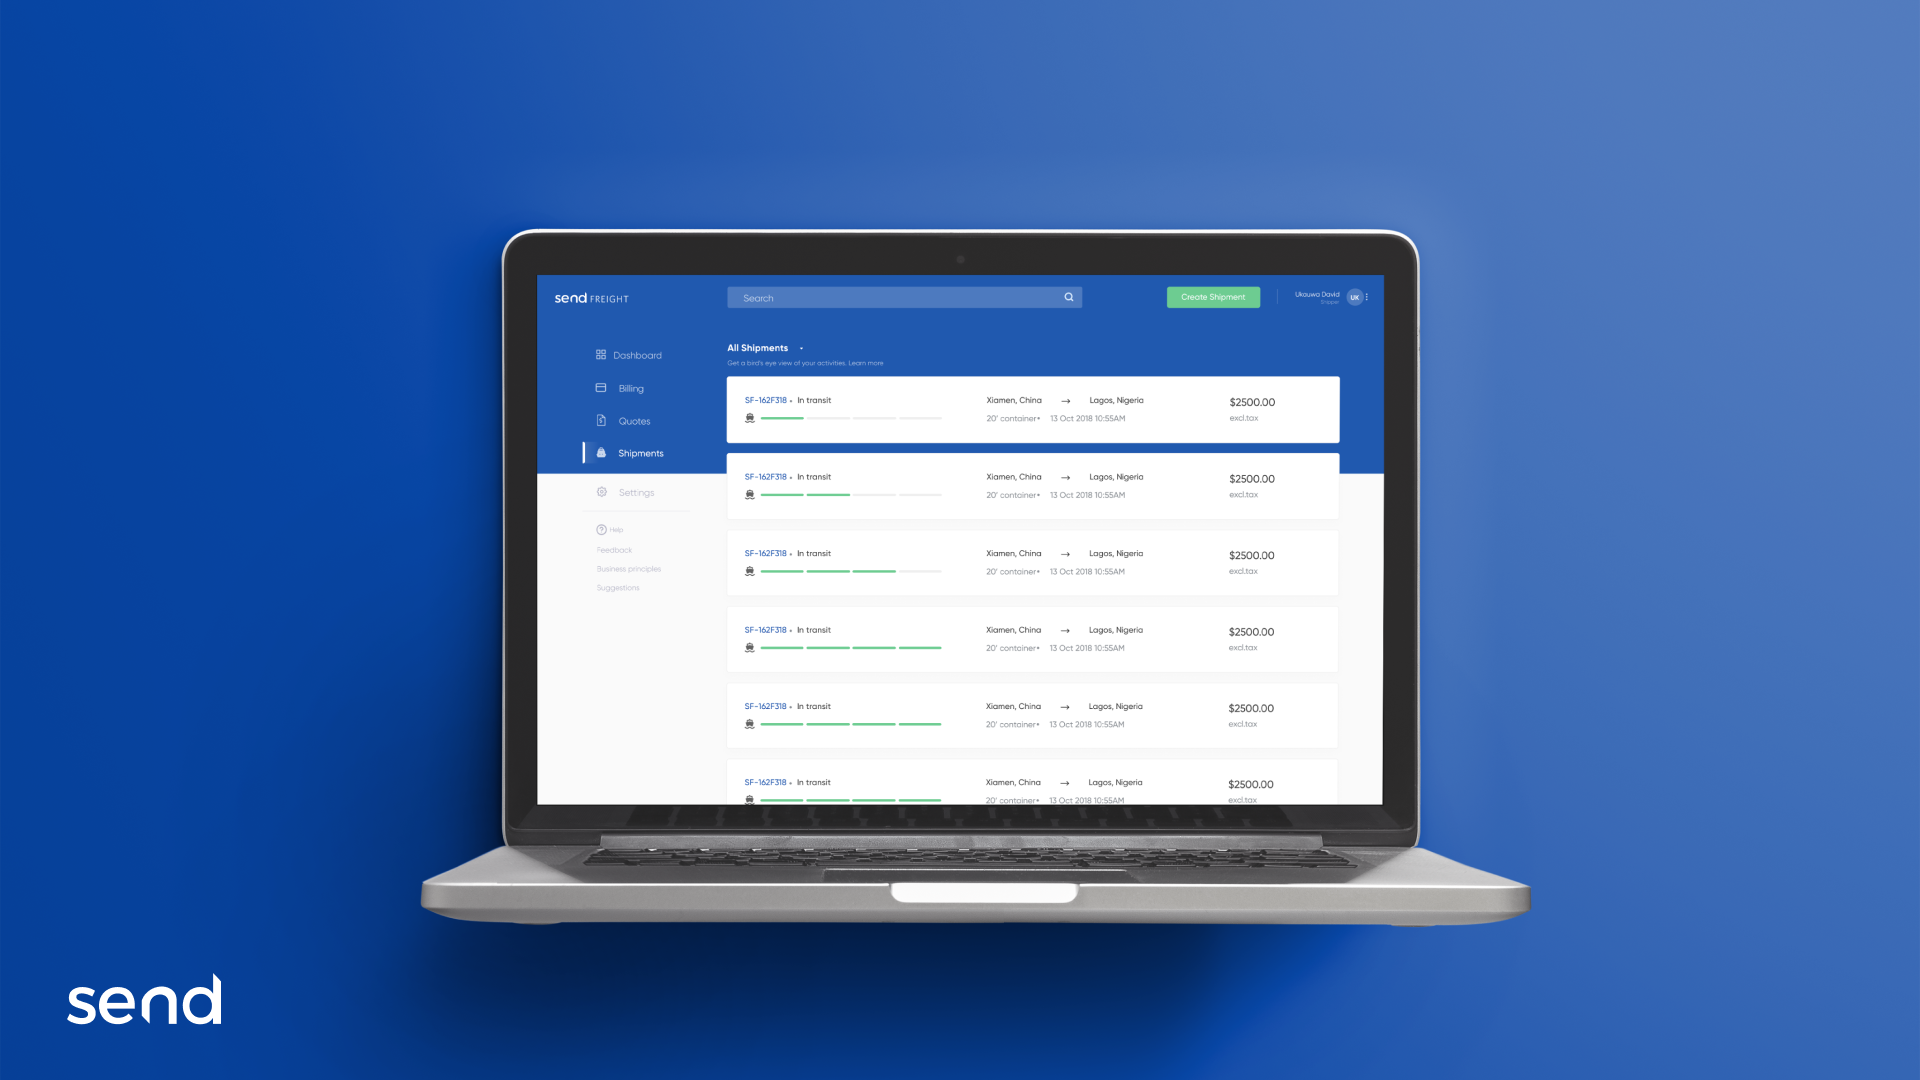 send FREIGHT
Search
Create Shipment
Ukauwa David
Shipper
UK
Dashboard
Billing
Quotes
Shipments
Settings
Help
Feedback
Business principles
Suggestions
All Shipments
Get a bird's eye view of your activities. Learn more
SF-162F318 • In transit
Xiamen, China → Lagos, Nigeria
$2500.00
20' container• 13 Oct 2018 10:55AM
excl.tax
SF-162F318 • In transit
Xiamen, China → Lagos, Nigeria
$2500.00
20' container• 13 Oct 2018 10:55AM
excl.tax
SF-162F318 • In transit
Xiamen, China → Lagos, Nigeria
$2500.00
20' container• 13 Oct 2018 10:55AM
excl.tax
SF-162F318 • In transit
Xiamen, China → Lagos, Nigeria
$2500.00
20' container• 13 Oct 2018 10:55AM
excl.tax
SF-162F318 • In transit
Xiamen, China → Lagos, Nigeria
$2500.00
20' container• 13 Oct 2018 10:55AM
excl.tax
SF-162F318 • In transit
Xiamen, China → Lagos, Nigeria
$2500.00
20' container• 13 Oct 2018 10:55AM
excl.tax
send